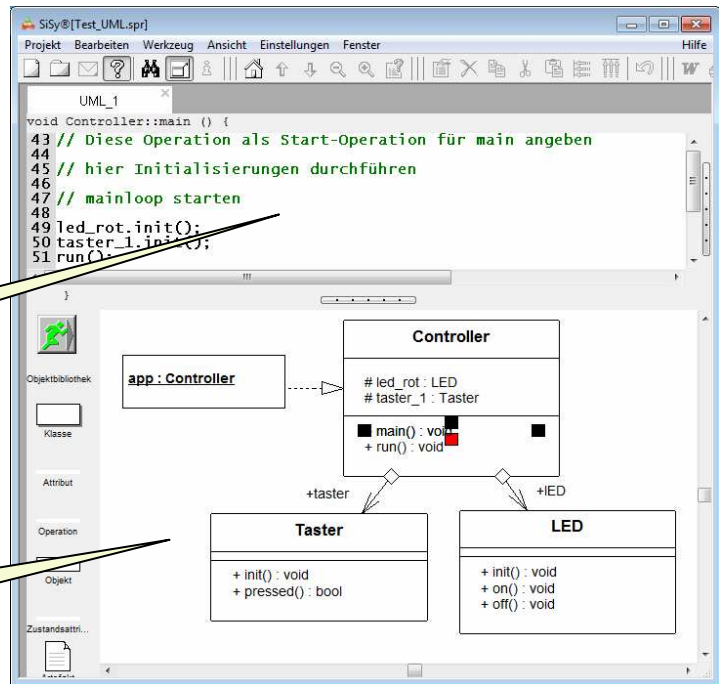 SiSy®[Test_UML.spr]
Projekt Bearbeiten Werkzeug Ansicht Einstellungen Fenster Hilfe
UML_1
void Controller::main () {
43 // Diese Operation als Start-Operation für main angeben
44
45 // hier Initialisierungen durchführen
46
47 // mainloop starten
48
49 led_rot.init();
50 taster_1.init();
51 run();
}
Objektbibliothek
Klasse
Attribut
Operation
Objekt
Zustandsattri...
app : Controller
Controller
# led_rot : LED
# taster_1 : Taster
main() : void
+ run() : void
+taster
+lED
Taster
+ init() : void
+ pressed() : bool
LED
+ init() : void
+ on() : void
+ off() : void